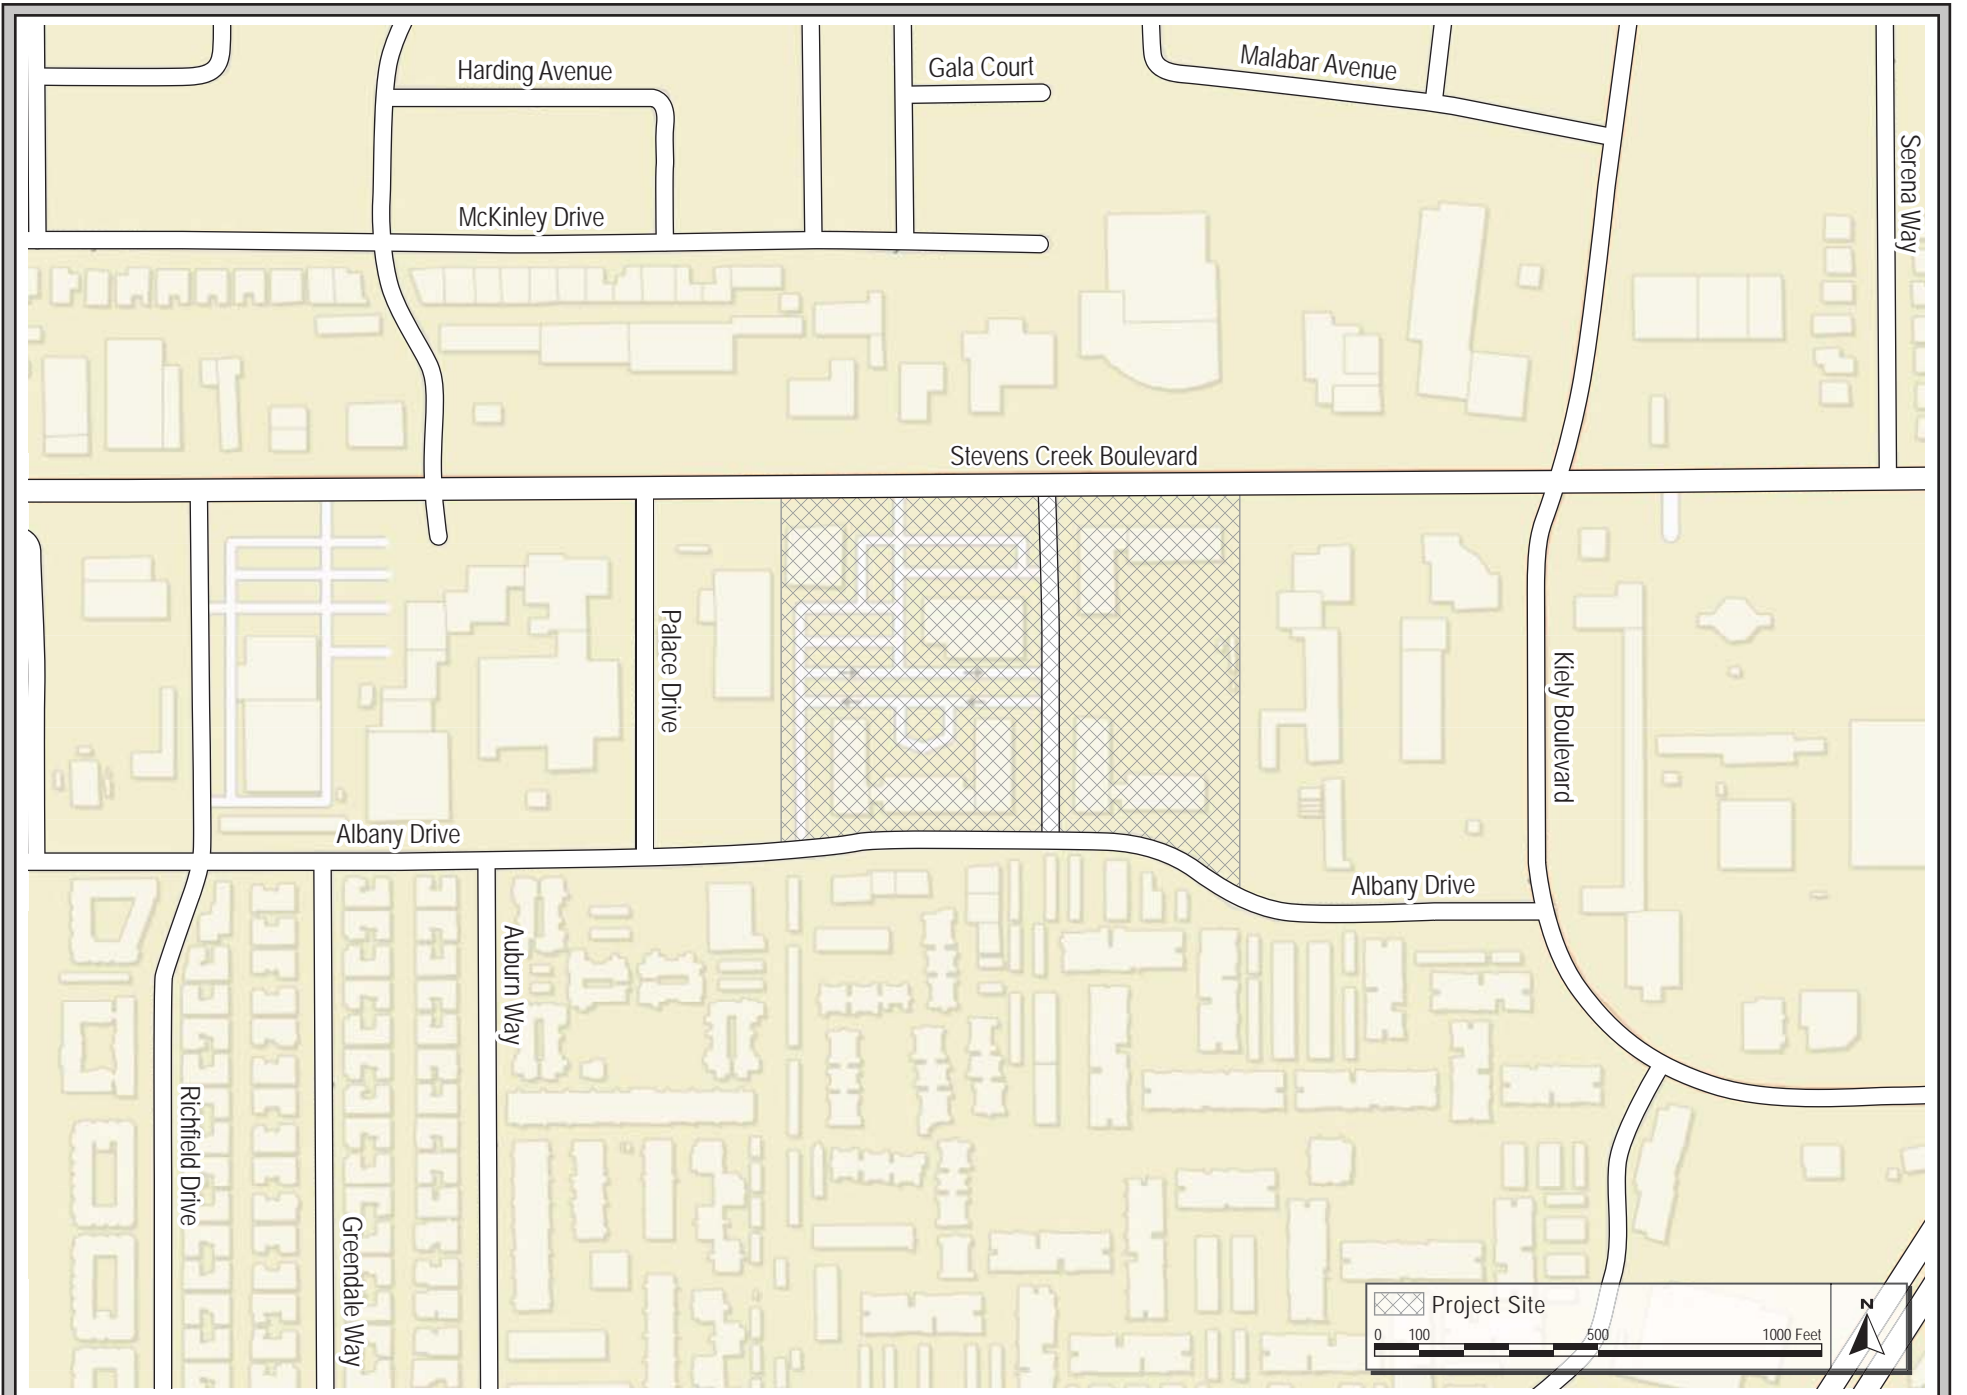 Harding Avenue
Gala Court
Malabar Avenue
Serena Way
McKinley Drive
Stevens Creek Boulevard
Palace Drive
Kiely Boulevard
Albany Drive
Albany Drive
Auburn Way
Richfield Drive
Greendale Way
Project Site
N
0 100 500 1000 Feet